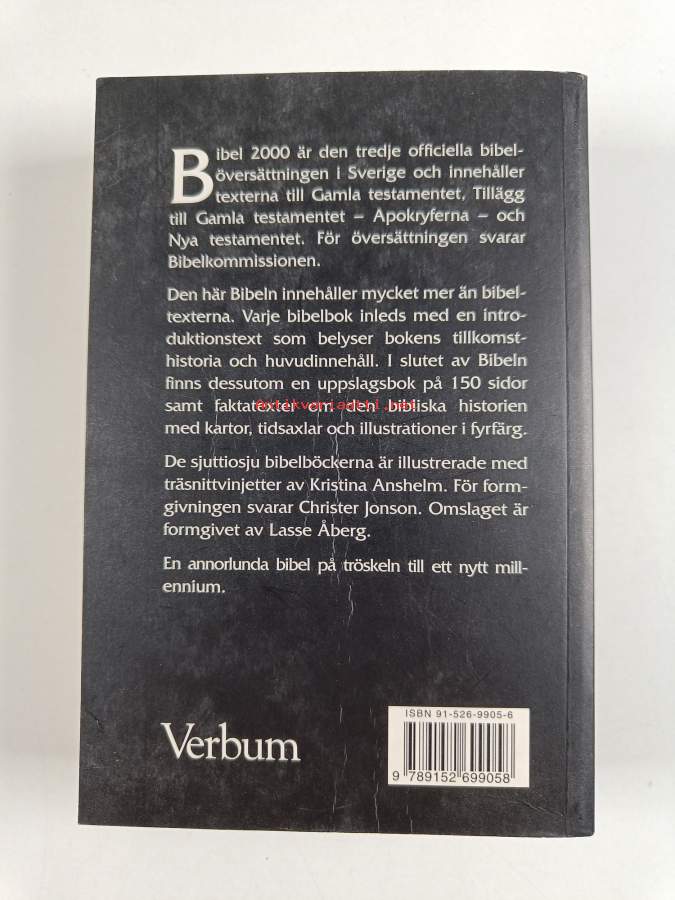 Bibel 2000 är den tredje officiella bibel-
översättningen i Sverige och innehåller
texterna till Gamla testamentet, Tillägg
till Gamla testamentet – Apokryferna – och
Nya testamentet. För översättningen svarar
Bibelkommissionen.
Den här Bibeln innehåller mycket mer än bibel-
texterna. Varje bibelbok inleds med en intro-
duktionstext som belyser bokens tillkomst-
historia och huvudinnehåll. I slutet av Bibeln
finns dessutom en uppslagsbok på 150 sidor
samt faktatexter om den bibliska historien
antikvariaatti.net
med kartor, tidsaxlar och illustrationer i fyrfärg.
De sjuttiosju bibelböckerna är illustrerade med
träsnittvinjetter av Kristina Anshelm. För form-
givningen svarar Christer Jonson. Omslaget är
formgivet av Lasse Åberg.
En annorlunda bibel på tröskeln till ett nytt mill-
ennium.
Verbum
ISBN 91-526-9905-6
9 789152 699058